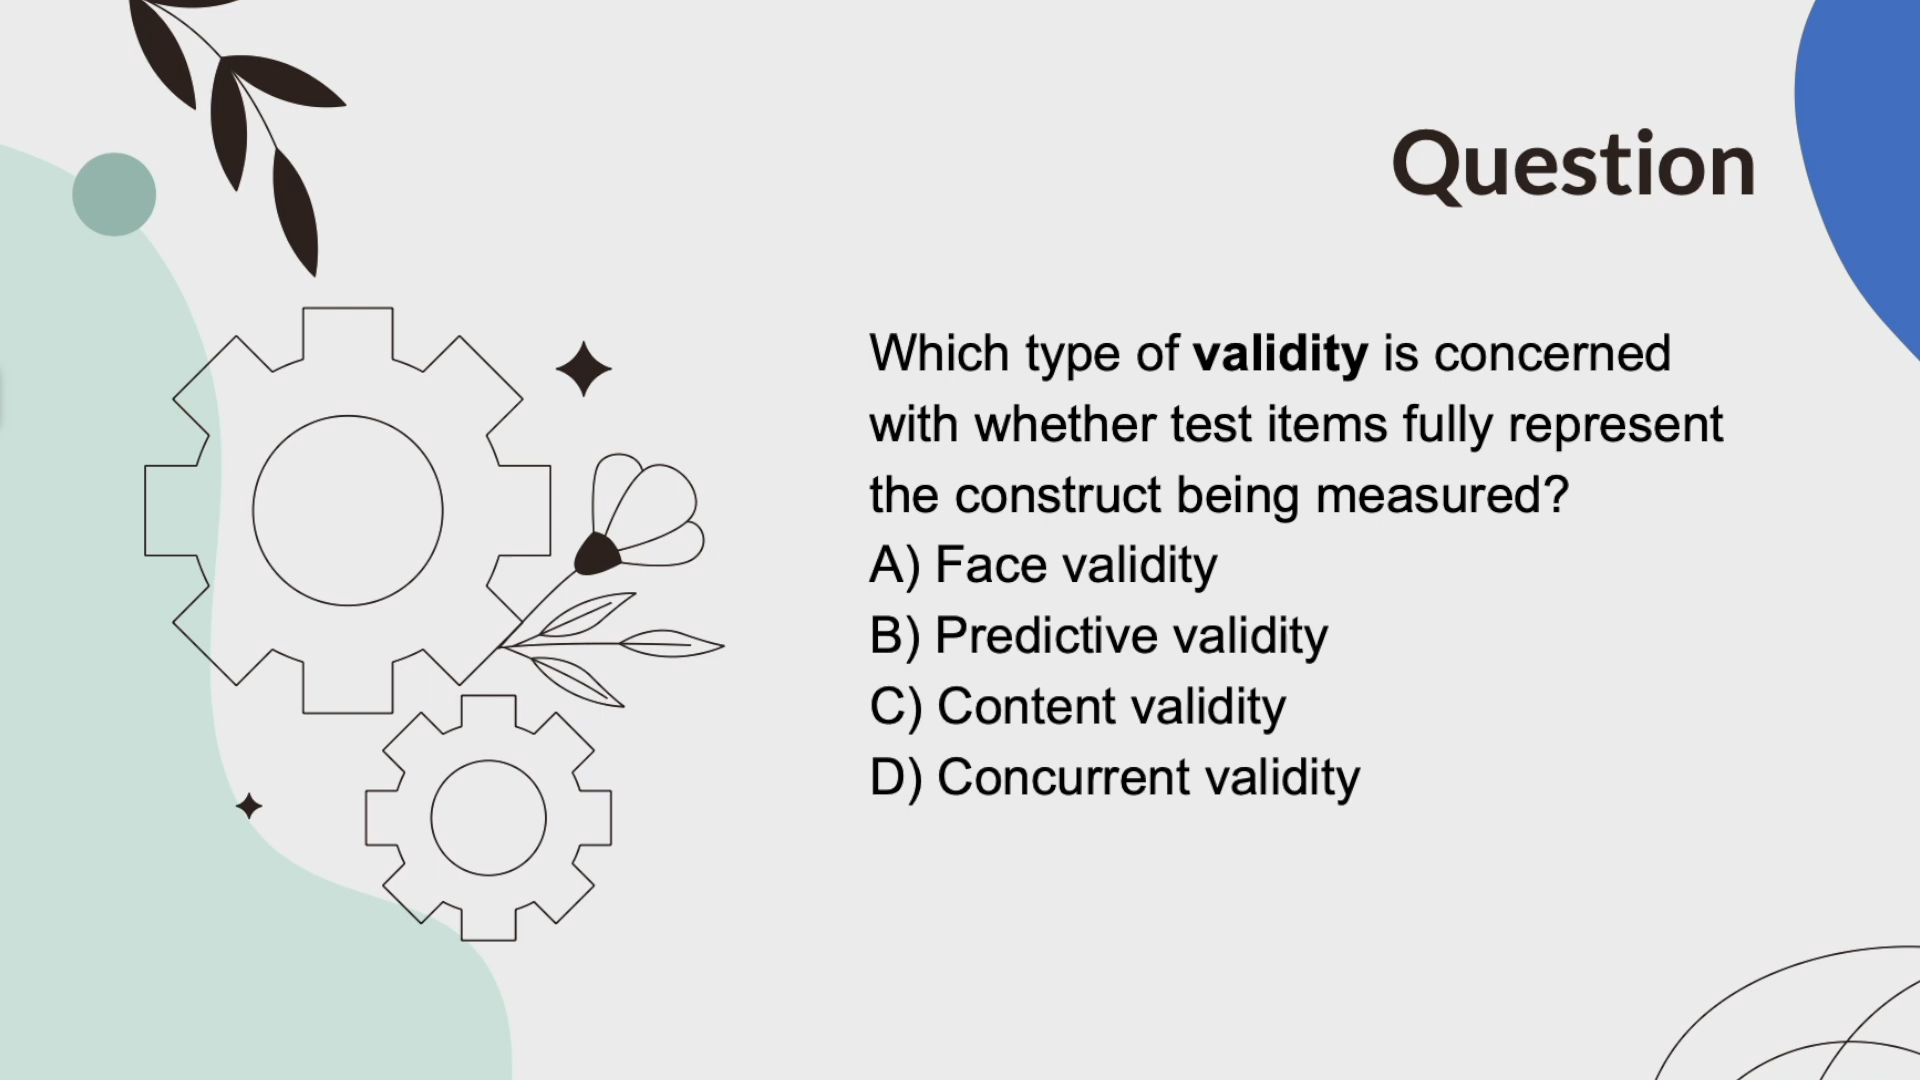 Question
Which type of validity is concerned
with whether test items fully represent
the construct being measured?
A) Face validity
B) Predictive validity
C) Content validity
D) Concurrent validity